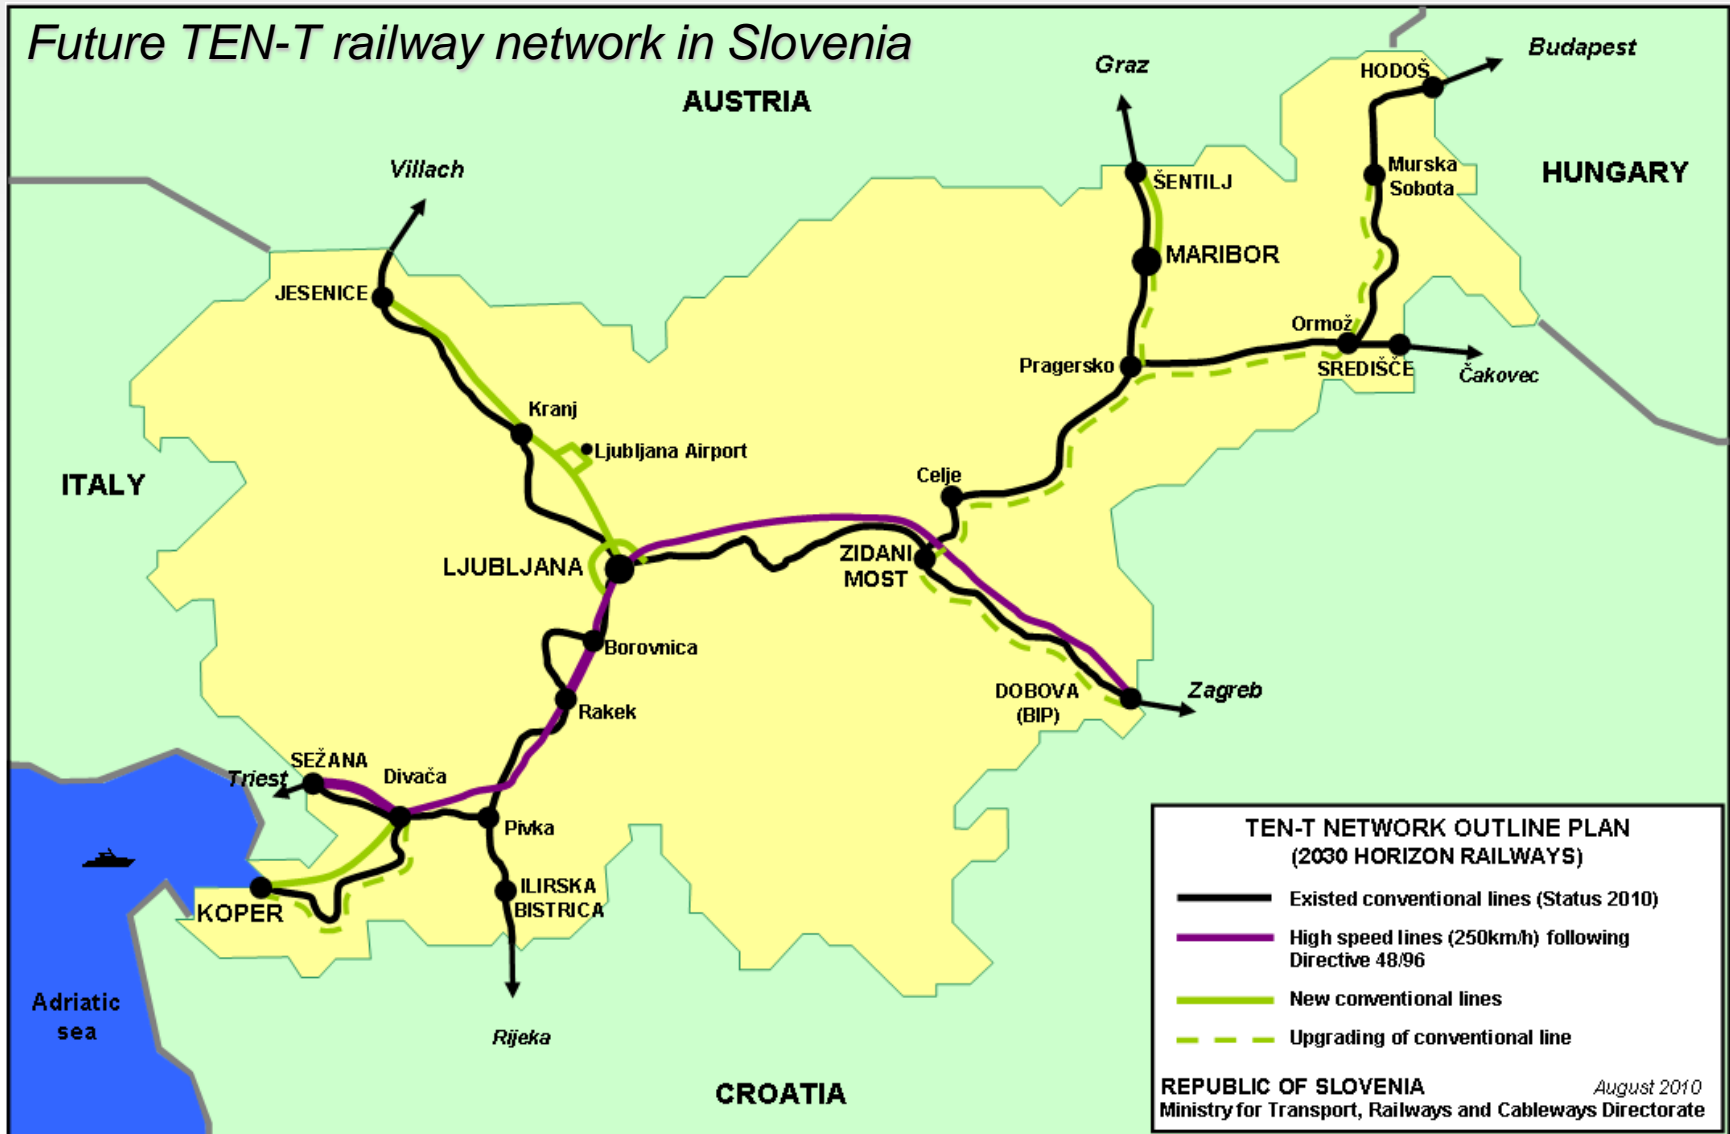 Future TEN-T railway network in Slovenia
Budapest
Graz
HODOŠ
AUSTRIA
Villach
Murska
Sobota
HUNGARY
ŠENTILJ
MARIBOR
JESENICE
Ormož
Pragersko
SREDIŠČE
Čakovec
Kranj
Ljubljana Airport
ITALY
Celje
LJUBLJANA
ZIDANI
MOST
Borovnica
DOBOVA
(BIP)
Zagreb
Rakek
SEŽANA
Divača
Triest
Pivka
ILIRSKA
BISTRICA
KOPER
Adriatic
sea
Rijeka
CROATIA
TEN-T NETWORK OUTLINE PLAN
(2030 HORIZON RAILWAYS)
Existed conventional lines (Status 2010)
High speed lines (250km/h) following
Directive 48/96
New conventional lines
Upgrading of conventional line
REPUBLIC OF SLOVENIA August 2010
Ministry for Transport, Railways and Cableways Directorate